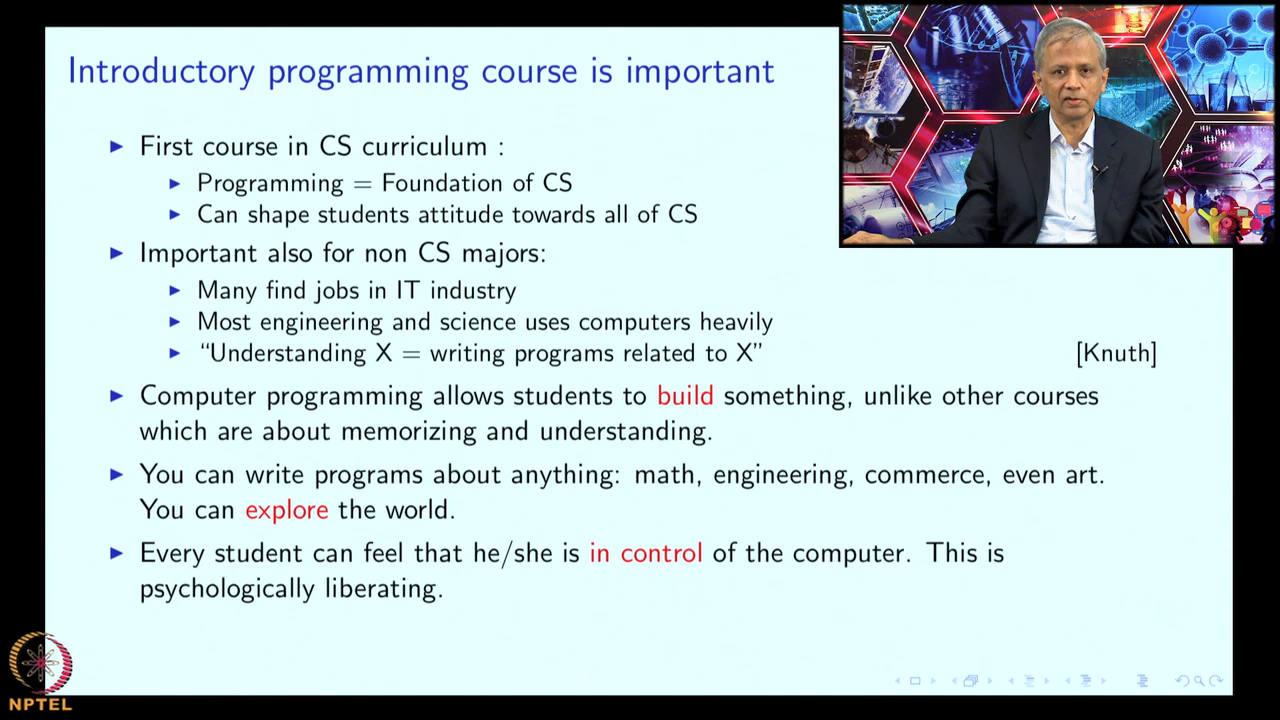 Introductory programming course is important
First course in CS curriculum :
Programming = Foundation of CS
Can shape students attitude towards all of CS
Important also for non CS majors:
Many find jobs in IT industry
Most engineering and science uses computers heavily
“Understanding X = writing programs related to X” [Knuth]
Computer programming allows students to build something, unlike other courses
which are about memorizing and understanding.
You can write programs about anything: math, engineering, commerce, even art.
You can explore the world.
Every student can feel that he/she is in control of the computer. This is
psychologically liberating.
NPTEL